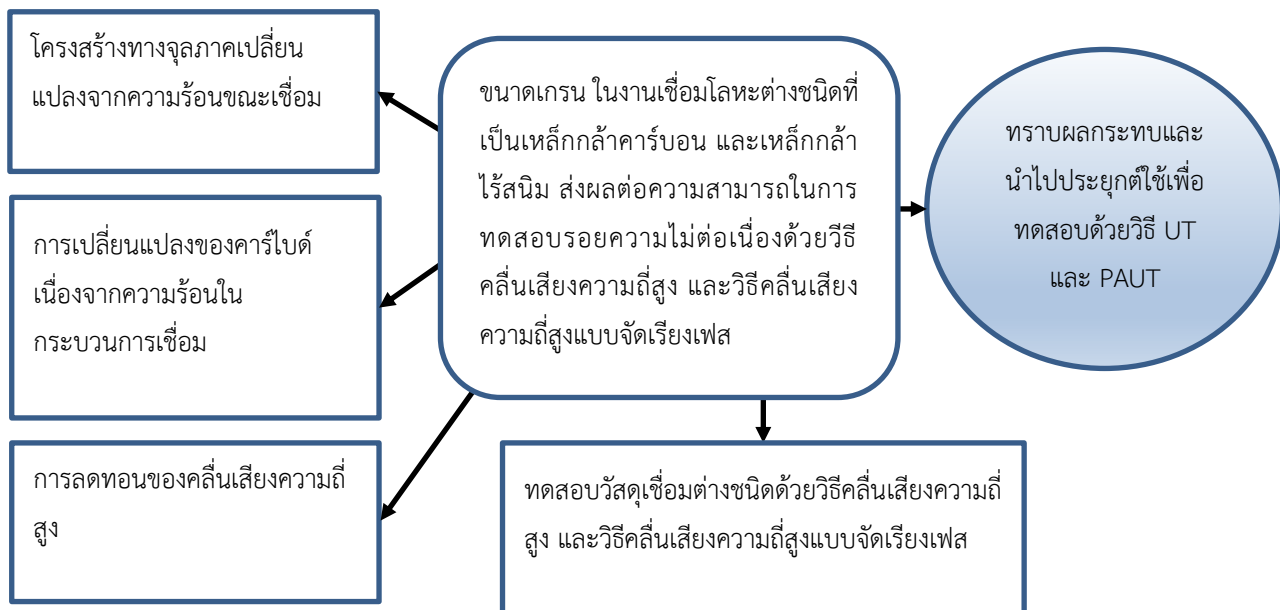 โครงสร้างทางจุลภาคเปลี่ยน
แปลงจากความร้อนขณะเชื่อม
การเปลี่ยนแปลงของคาร์ไบด์
เนื่องจากความร้อนใน
กระบวนการเชื่อม
การลดทอนของคลื่นเสียงความถี่
สูง
ขนาดเกรน ในงานเชื่อมโลหะต่างชนิดที่
เป็นเหล็กกล้าคาร์บอน และเหล็กกล้า
ไร้สนิม ส่งผลต่อความสามารถในการ
ทดสอบรอยความไม่ต่อเนื่องด้วยวีธี
คลื่นเสียงความถี่สูง และวิธีคลื่นเสียง
ความถี่สูงแบบจัดเรียงเฟส
ทดสอบวัสดุเชื่อมต่างชนิดด้วยวิธีคลื่นเสียงความถี่
สูง และวิธีคลื่นเสียงความถี่สูงแบบจัดเรียงเฟส
ทราบผลกระทบและ
นำไปประยุกต์ใช้เพื่อ
ทดสอบด้วยวิธี UT
และ PAUT